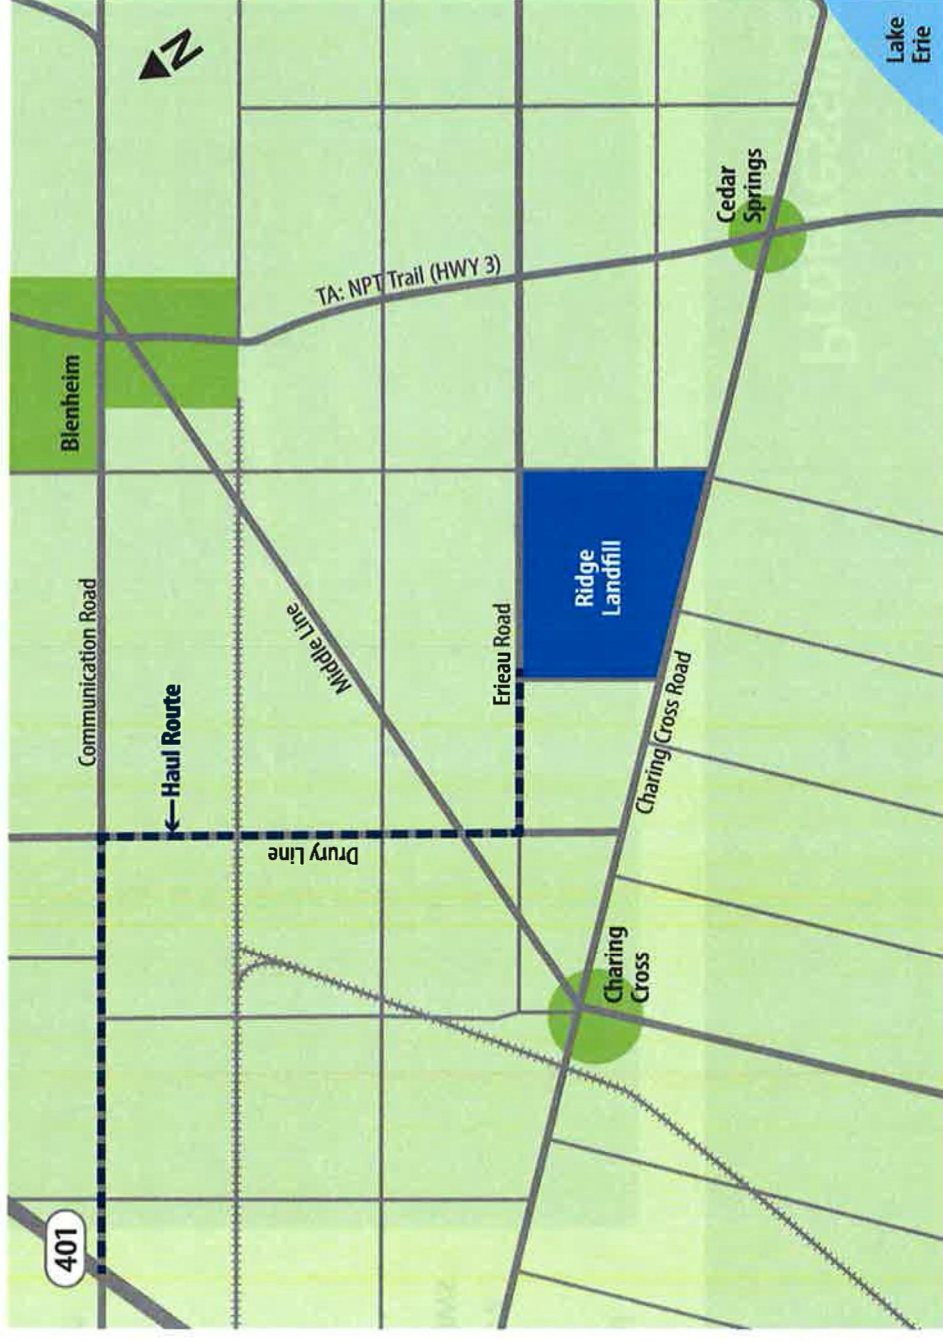 Lake
Erie
N
Cedar
Springs
TA: NPT Trail (HWY 3)
Blenheim
Communication Road
Middle Line
Erieau Road
Ridge
Landfill
Haul Route
Charing Cross Road
Drury Line
Charing
Cross
401